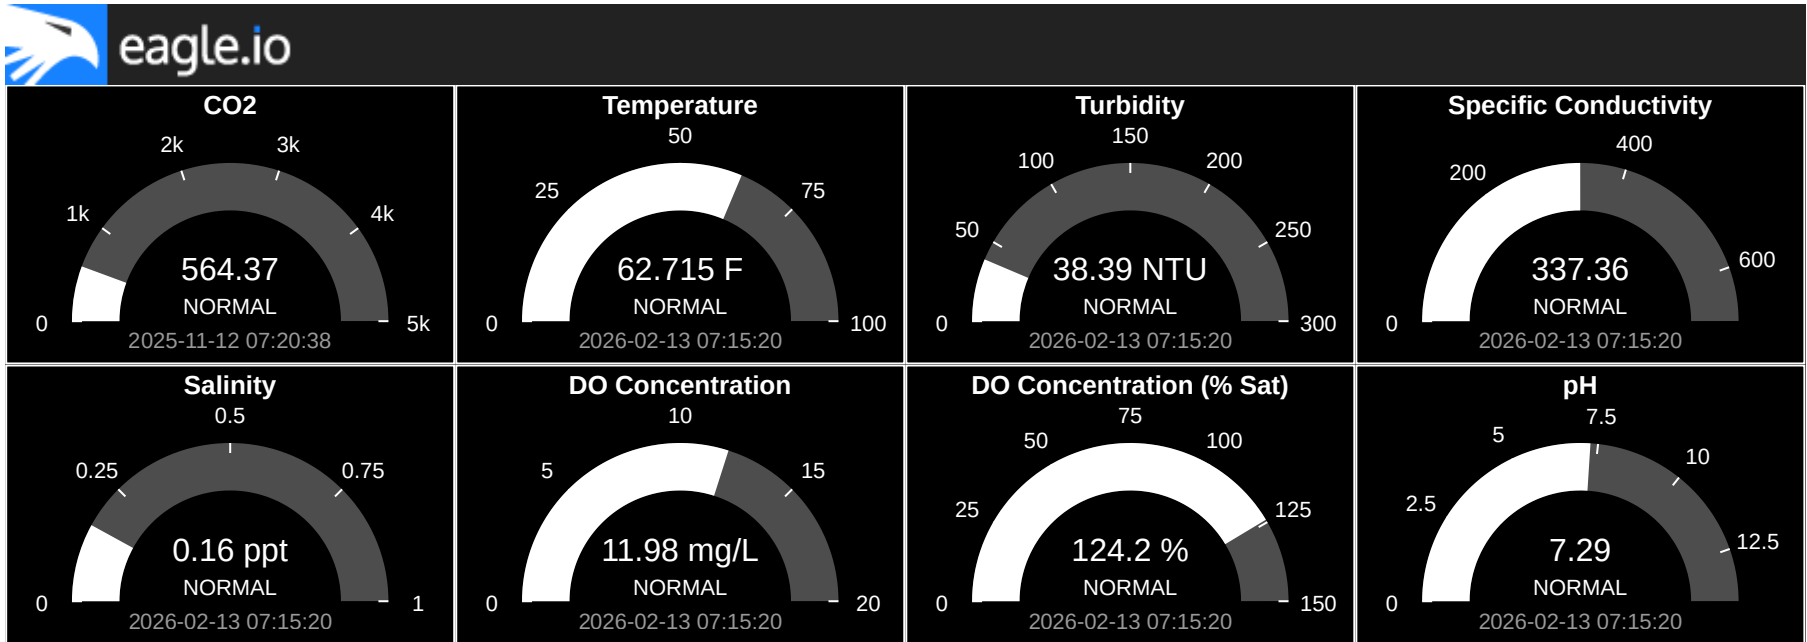 eagle.io
CO2
2k
3k
1k
4k
564.37
NORMAL
0
5k
2025-11-12 07:20:38
Temperature
50
25
75
62.715 F
NORMAL
0
100
2026-02-13 07:15:20
Turbidity
150
100
200
50
250
38.39 NTU
NORMAL
0
300
2026-02-13 07:15:20
Specific Conductivity
400
200
600
337.36
NORMAL
0
2026-02-13 07:15:20
Salinity
0.5
0.25
0.75
0.16 ppt
NORMAL
0
1
2026-02-13 07:15:20
DO Concentration
10
5
15
11.98 mg/L
NORMAL
0
20
2026-02-13 07:15:20
DO Concentration (% Sat)
75
50
100
25
125
124.2 %
NORMAL
0
150
2026-02-13 07:15:20
pH
7.5
5
10
2.5
12.5
7.29
NORMAL
0
2026-02-13 07:15:20